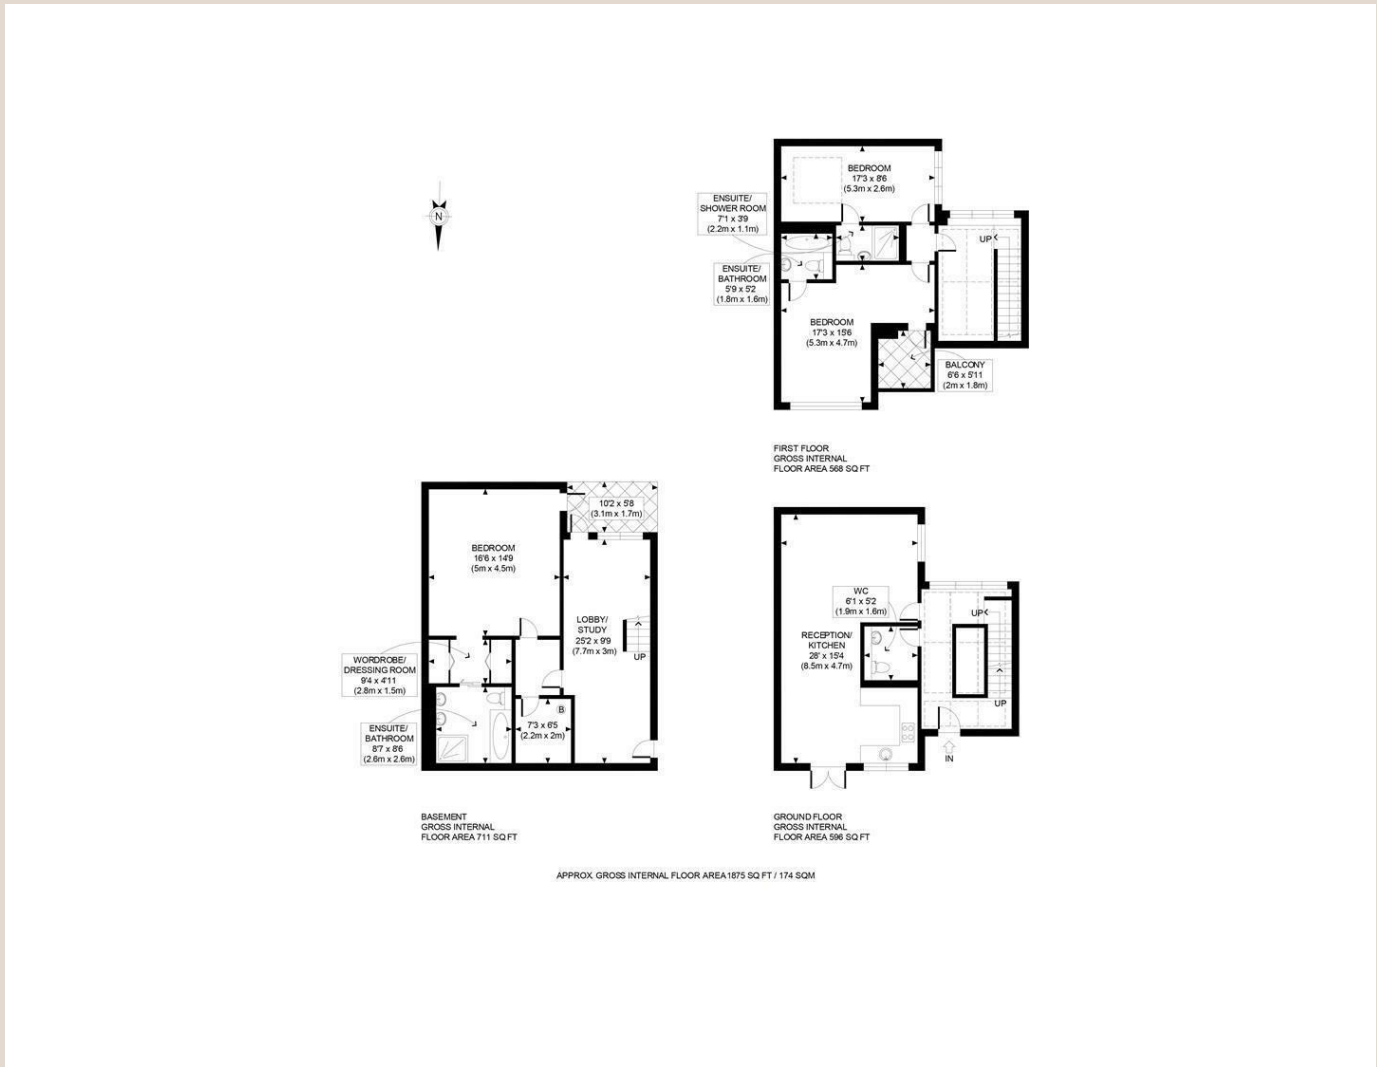 N
BEDROOM
17'3 x 8'6
(5.3m x 2.6m)
ENSUITE/
SHOWER ROOM
7'1 x 3'9
(2.2m x 1.1m)
UP
ENSUITE/
BATHROOM
5'9 x 5'2
(1.8m x 1.6m)
BEDROOM
17'3 x 15'6
(5.3m x 4.7m)
BALCONY
6'6 x 5'11
(2m x 1.8m)
FIRST FLOOR
GROSS INTERNAL
FLOOR AREA 568 SQ FT
10'2 x 5'8
(3.1m x 1.7m)
BEDROOM
16'6 x 14'9
(5m x 4.5m)
LOBBY/
STUDY
25'2 x 9'9
(7.7m x 3m)
UP
WORDROBE/
DRESSING ROOM
9'4 x 4'11
(2.8m x 1.5m)
B
7'3 x 6'5
(2.2m x 2m)
ENSUITE/
BATHROOM
8'7 x 8'6
(2.6m x 2.6m)
BASEMENT
GROSS INTERNAL
FLOOR AREA 711 SQ FT
WC
6'1 x 5'2
(1.9m x 1.6m)
UP
RECEPTION/
KITCHEN
28' x 15'4
(8.5m x 4.7m)
UP
IN
GROUND FLOOR
GROSS INTERNAL
FLOOR AREA 596 SQ FT
APPROX. GROSS INTERNAL FLOOR AREA 1875 SQ FT / 174 SQM